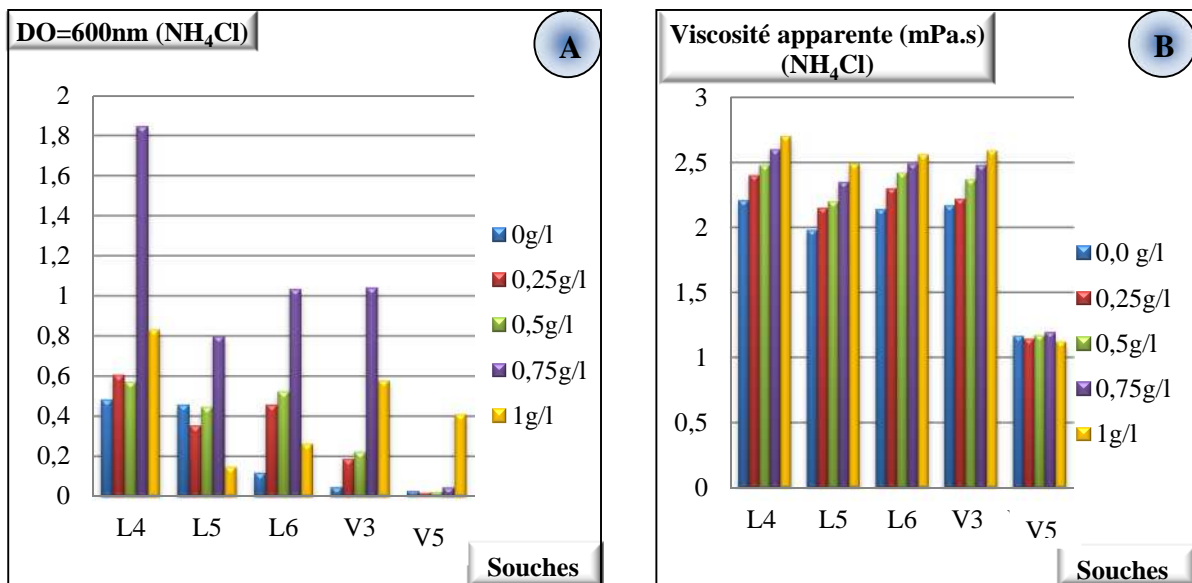 DO=600nm (NH₄Cl)
A
2
1,8
1,6
1,4
1,2
1
0,8
0,6
0,4
0,2
0
L4 L5 L6 V3 V5
0g/l
0,25g/l
0,5g/l
0,75g/l
1g/l
Souches
Viscosité apparente (mPa.s)
(NH₄Cl)
B
3
2,5
2
1,5
1
0,5
0
L4 L5 L6 V3 V5
0,0 g/l
0,25g/l
0,5g/l
0,75g/l
1g/l
Souches